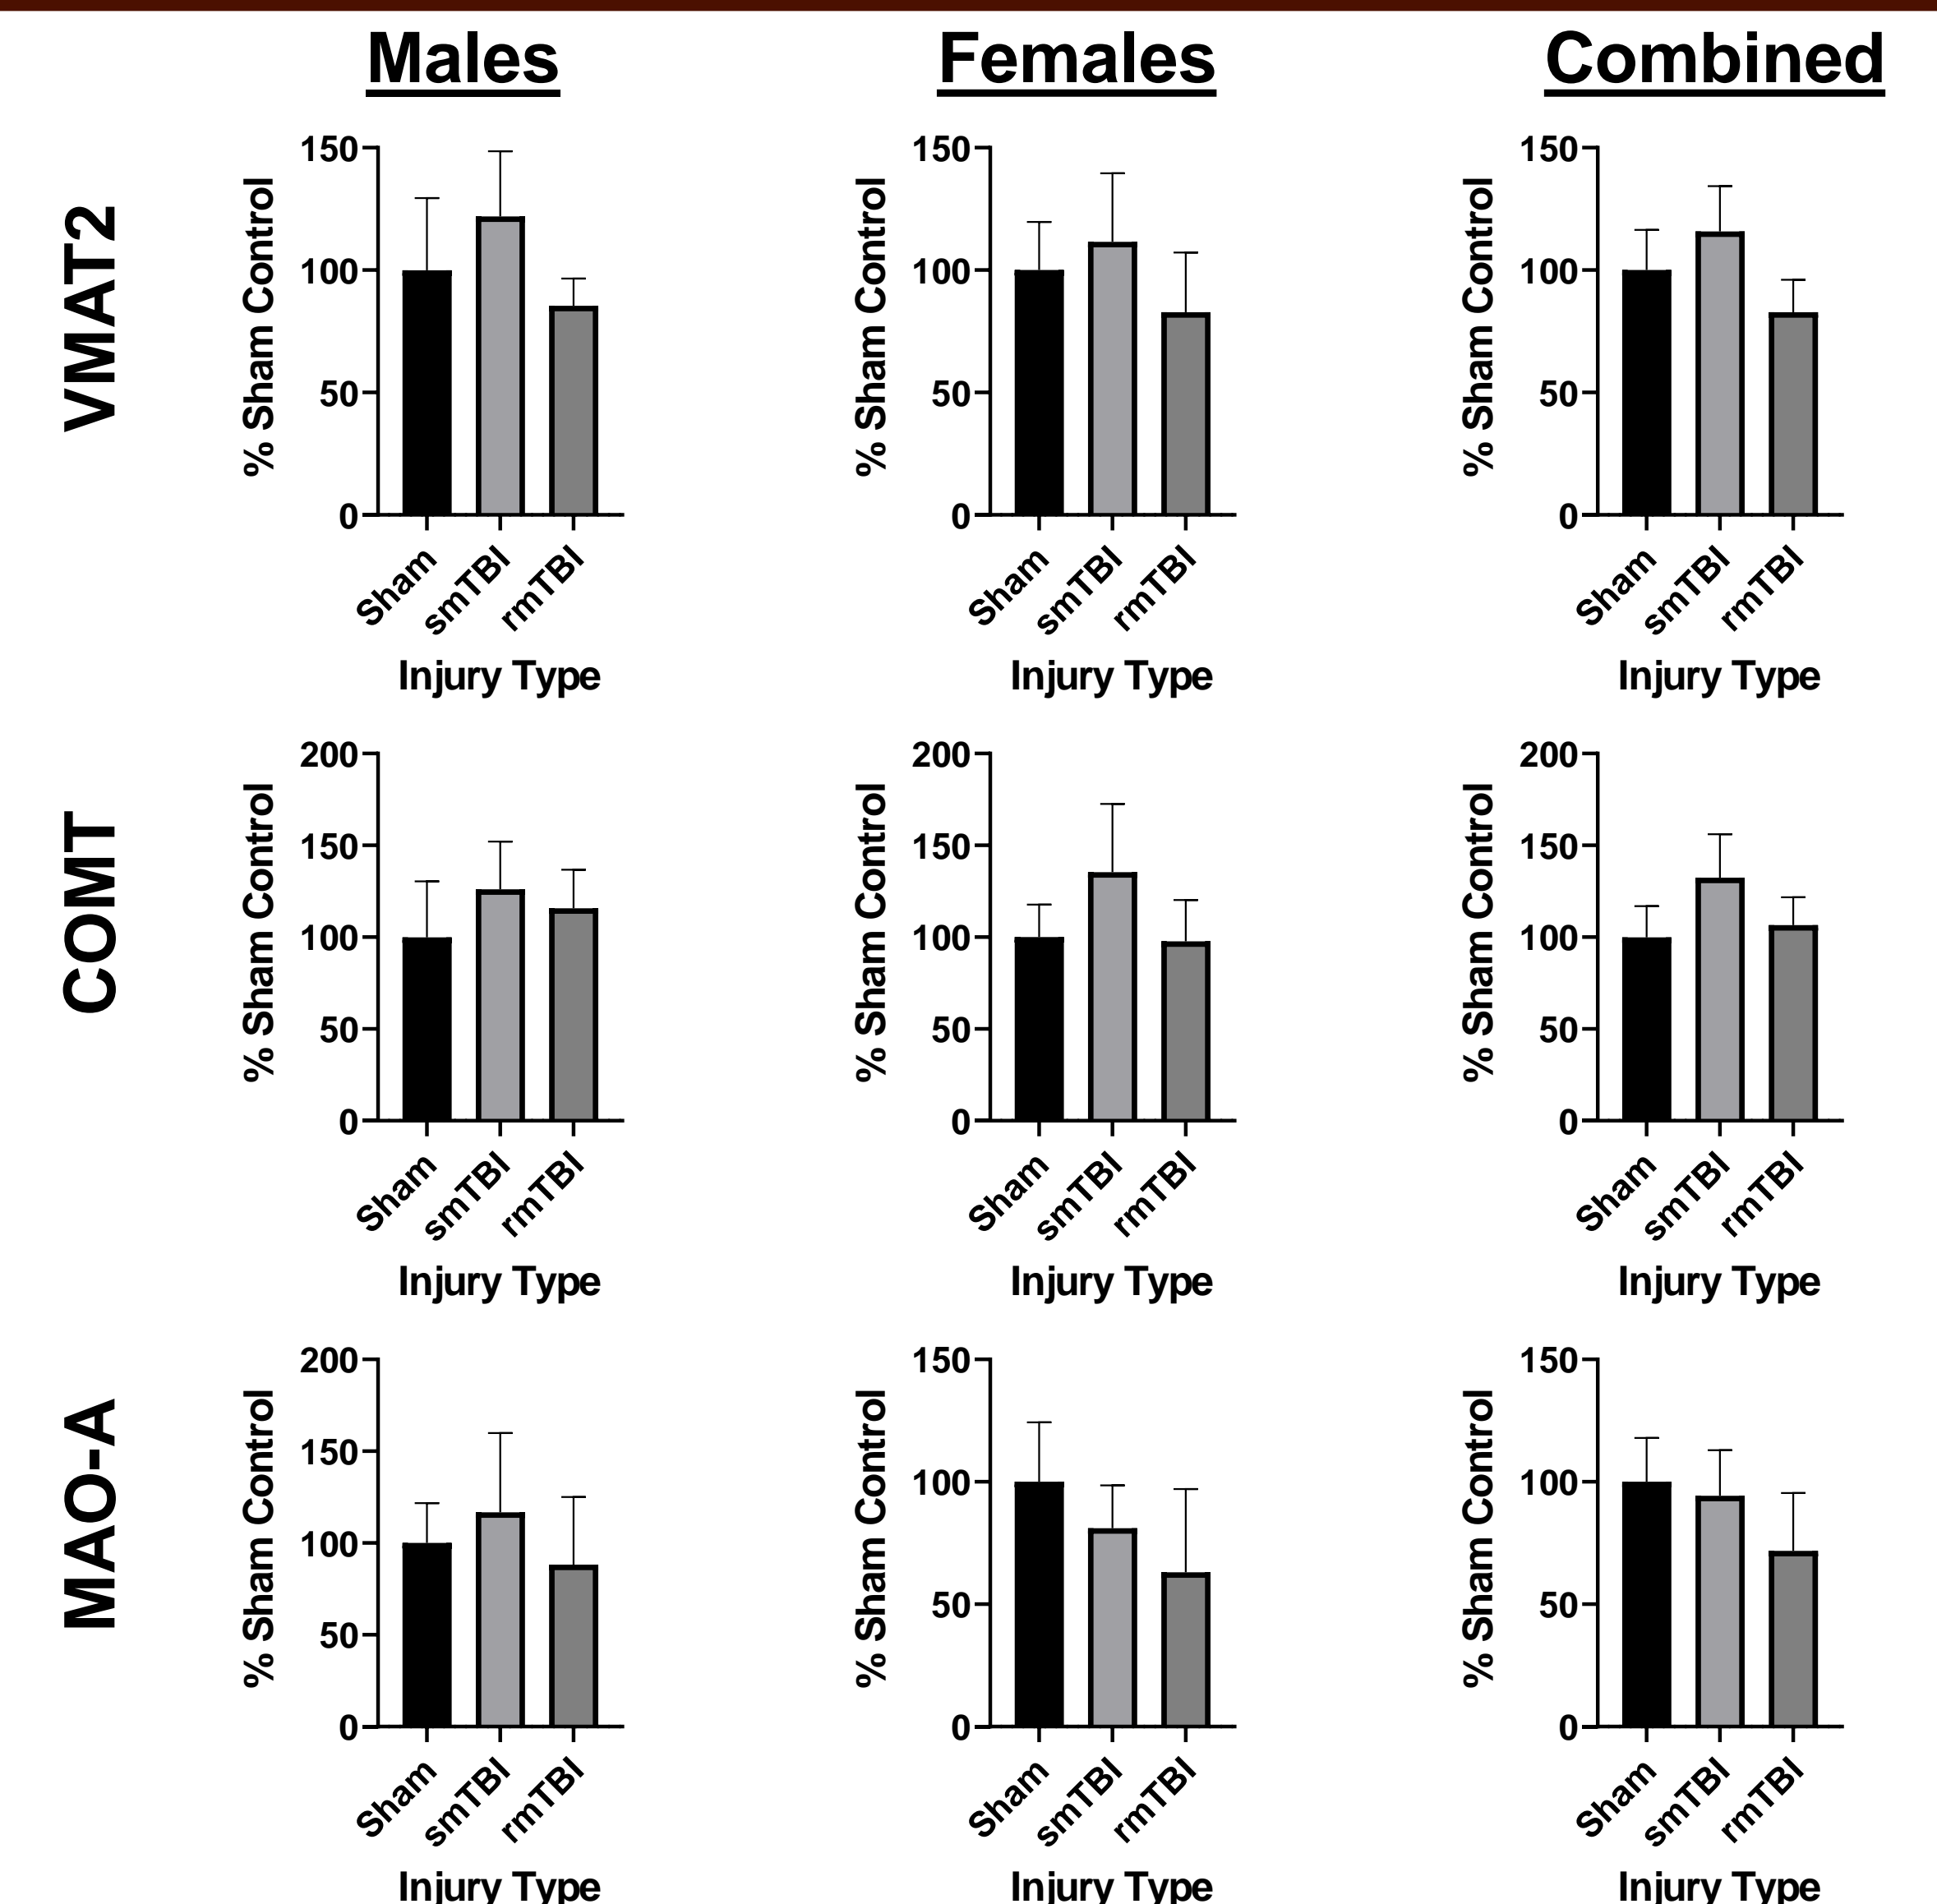 Males
Females
Combined
VMAT2
% Sham Control
150
100
50
0
Sham
smTBI
rmTBI
Injury Type
% Sham Control
150
100
50
0
Sham
smTBI
rmTBI
Injury Type
% Sham Control
150
100
50
0
Sham
smTBI
rmTBI
Injury Type
COMT
% Sham Control
200
150
100
50
0
Sham
smTBI
rmTBI
Injury Type
% Sham Control
200
150
100
50
0
Sham
smTBI
rmTBI
Injury Type
% Sham Control
200
150
100
50
0
Sham
smTBI
rmTBI
Injury Type
MAO-A
% Sham Control
200
150
100
50
0
Sham
smTBI
rmTBI
Injury Type
% Sham Control
150
100
50
0
Sham
smTBI
rmTBI
Injury Type
% Sham Control
150
100
50
0
Sham
smTBI
rmTBI
Injury Type